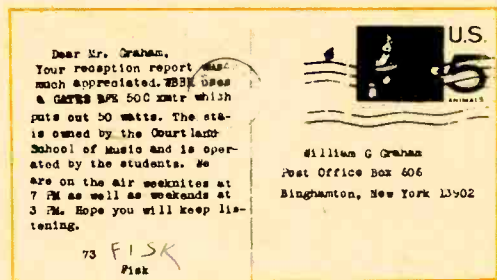 Dear Mr. Graham,
Your reception report was
much appreciated. uses
a GATES 50C xmtr which
puts out 50 watts. The sta-
is owned by the Courtland
School of Music and is oper-
ated by the students. We
are on the air weeknites at
7 PM as well as weekends at
3 PM. Hope you will keep lis-
tening.
73 FISK
Fisk
U.S.
5
ANIMALS
William G Graham
Post Office Box 606
Binghamton, New York 13902